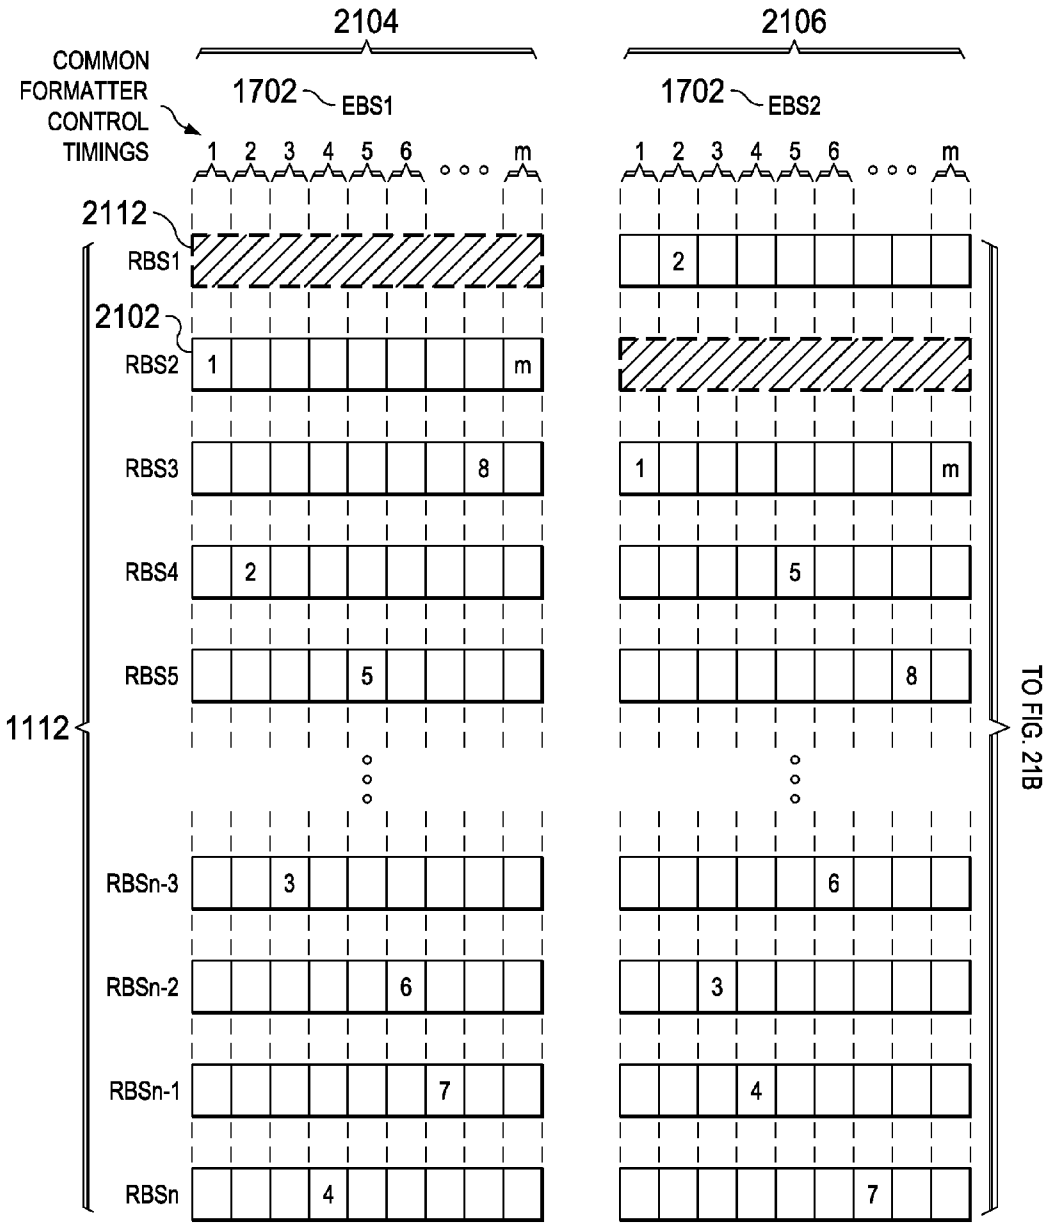 2104
2106
COMMON
FORMATTER
CONTROL
TIMINGS
1702
EBS1
1702
EBS2
1 2 3 4 5 6 m
1 2 3 4 5 6 m
2112
RBS1
2
2102
RBS2
1 m
RBS3
8
1 m
RBS4
2
5
RBS5
5
8
1112
TO FIG. 21B
RBSn-3
3
6
RBSn-2
6
3
RBSn-1
7
4
RBSn
4
7